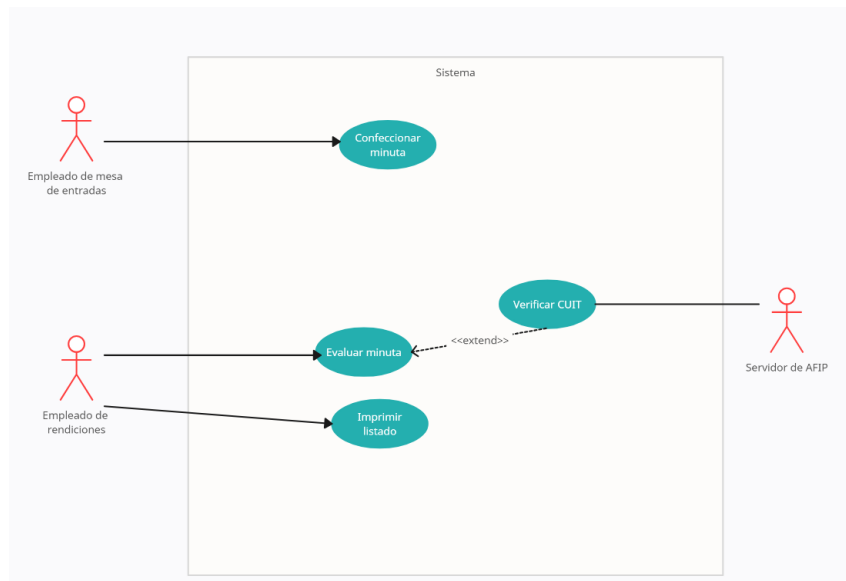 Sistema
Confeccionar
minuta
Empleado de mesa
de entradas
Verificar CUIT
<<extend>>
Evaluar minuta
Servidor de AFIP
Imprimir
listado
Empleado de
rendiciones